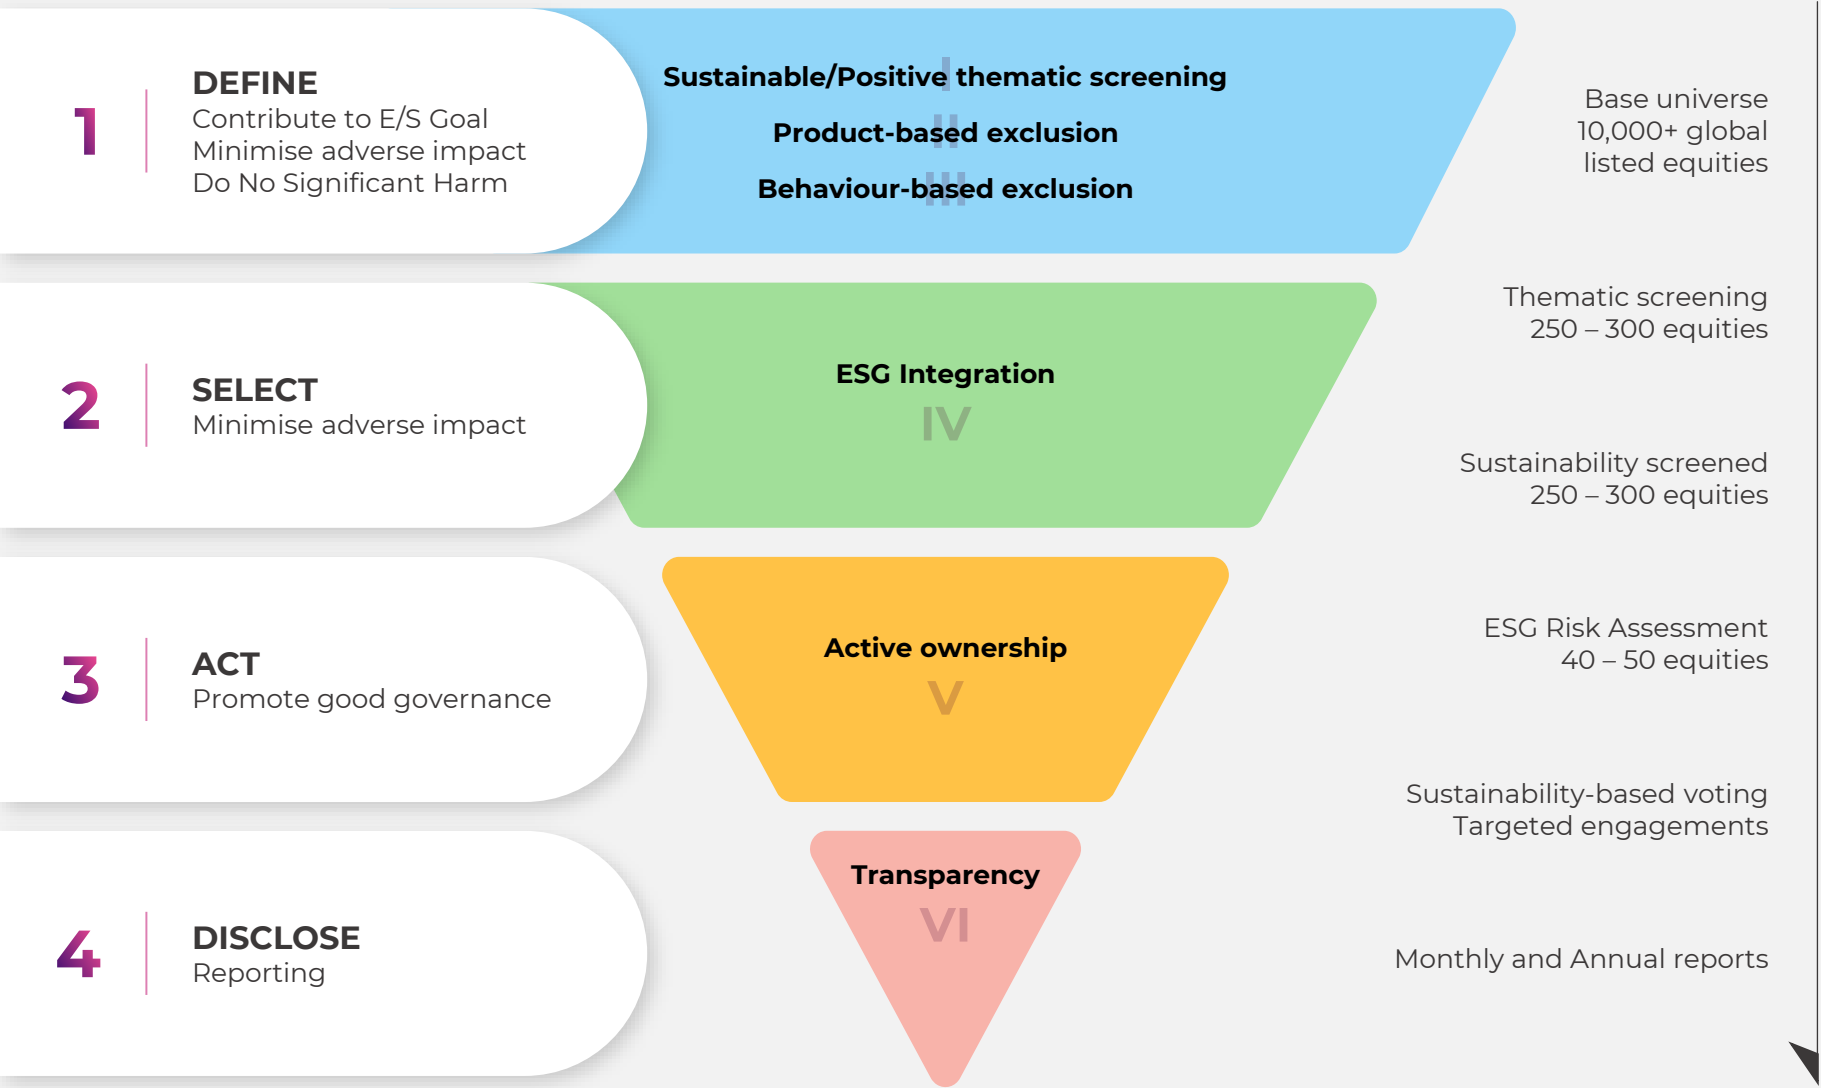 1
DEFINE
Contribute to E/S Goal
Minimise adverse impact
Do No Significant Harm
Sustainable/Positive thematic screening
I
Product-based exclusion
II
Behaviour-based exclusion
III
Base universe
10,000+ global
listed equities
2
SELECT
Minimise adverse impact
ESG Integration
IV
Thematic screening
250 – 300 equities
Sustainability screened
250 – 300 equities
3
ACT
Promote good governance
Active ownership
V
ESG Risk Assessment
40 – 50 equities
Sustainability-based voting
Targeted engagements
4
DISCLOSE
Reporting
Transparency
VI
Monthly and Annual reports